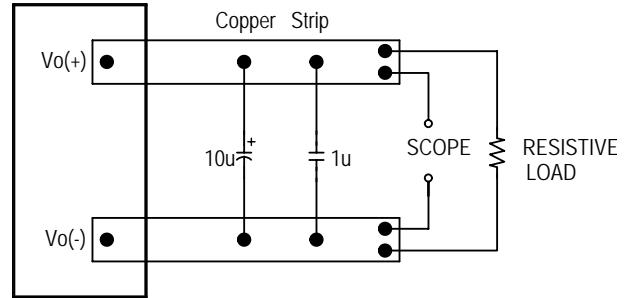 Copper Strip
Vo(+)
+
10u
1u
SCOPE
RESISTIVE
LOAD
Vo(-)